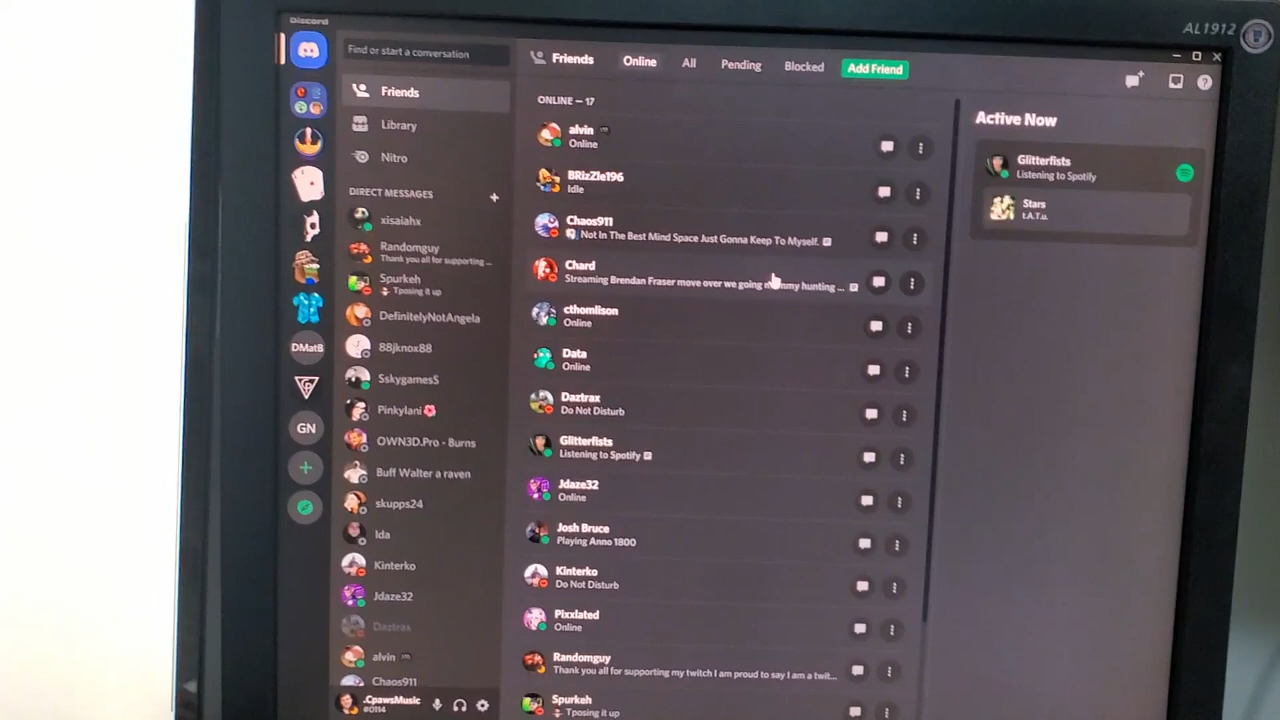 Discord
AL1912
Find or start a conversation
Friends
Online
All
Pending
Blocked
Add Friend
Friends
Library
Nitro
DIRECT MESSAGES
xisaiahx
Randomguy
Thank you all for supporting ...
Spurkeh
Tposing it up
DefinitelyNotAngela
88jknox88
SskygamesS
Pinkylani🌺
OWN3D.Pro - Burns
Buff Walter a raven
skupps24
Ida
Kinterko
Jdaze32
Daztrax
alvin
Chaos911
.CpawsMusic
#0114
DMatB
GN
ONLINE — 17
alvin
Online
BRizZle196
Idle
Chaos911
Not In The Best Mind Space Just Gonna Keep To Myself.
Chard
Streaming Brendan Fraser move over we going mummy hunting ...
cthomlison
Online
Data
Online
Daztrax
Do Not Disturb
Glitterfists
Listening to Spotify
Jdaze32
Online
Josh Bruce
Playing Anno 1800
Kinterko
Do Not Disturb
Pixxlated
Online
Randomguy
Thank you all for supporting my twitch I am proud to say I am a twit...
Spurkeh
Tposing it up
Active Now
Glitterfists
Listening to Spotify
Stars
t.A.T.u.